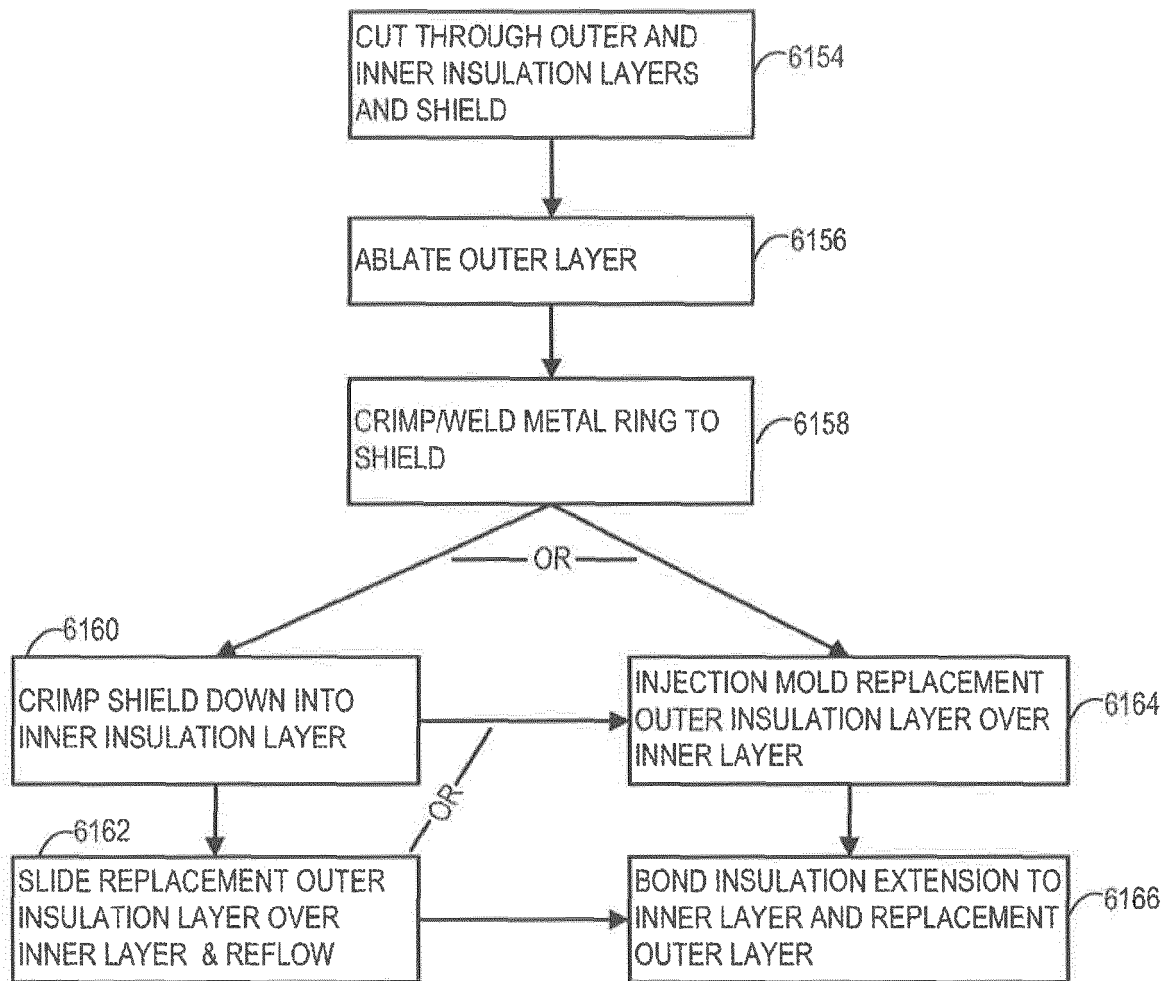 CUT THROUGH OUTER AND
INNER INSULATION LAYERS
AND SHIELD
6154
ABLATE OUTER LAYER
6156
CRIMP/WELD METAL RING TO
SHIELD
6158
OR
6160
CRIMP SHIELD DOWN INTO
INNER INSULATION LAYER
INJECTION MOLD REPLACEMENT
OUTER INSULATION LAYER OVER
INNER LAYER
6164
OR
6162
SLIDE REPLACEMENT OUTER
INSULATION LAYER OVER
INNER LAYER & REFLOW
BOND INSULATION EXTENSION TO
INNER LAYER AND REPLACEMENT
OUTER LAYER
6166